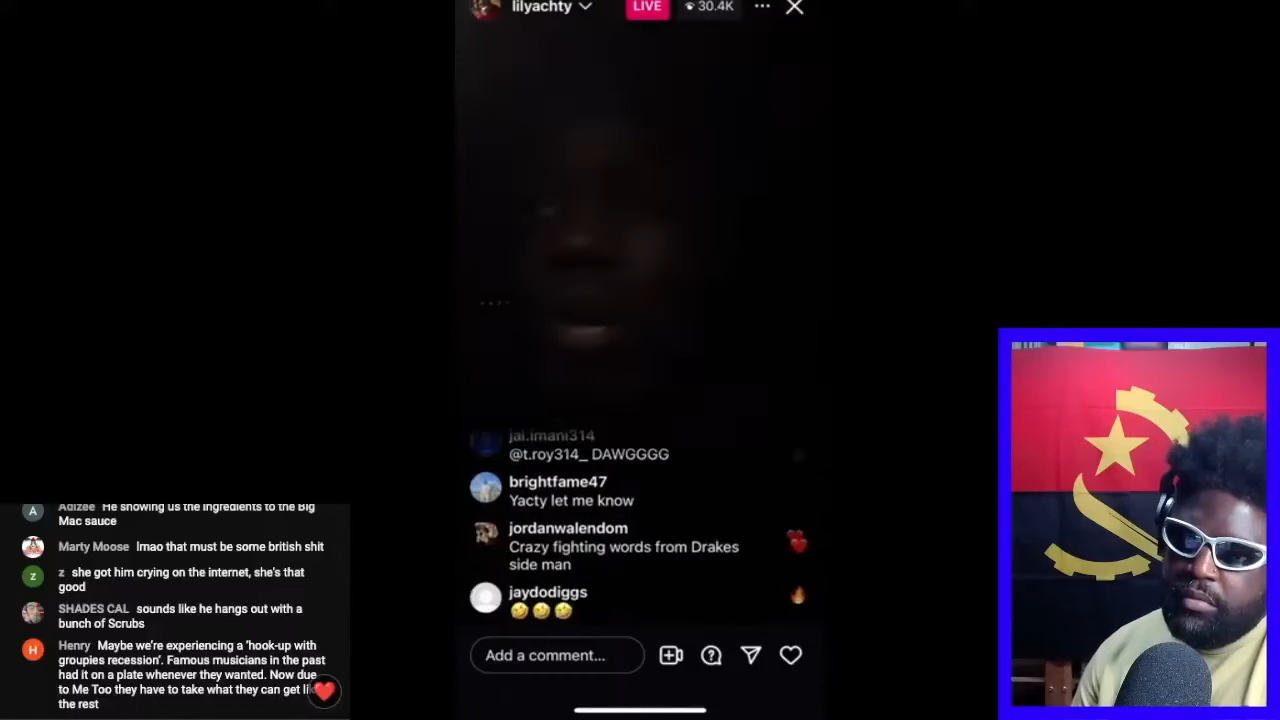 lilyachty
LIVE
30.4K
jai.imani314
@t.roy314_ DAWGGGG
brightfame47
Yacty let me know
jordanwalendom
Crazy fighting words from Drakes
side man
jaydodiggs
Add a comment...
A
Adizee He showing us the ingredients to the Big
Mac sauce
Marty Moose lmao that must be some british shit
z
z she got him crying on the internet, she's that
good
SHADES CAL sounds like he hangs out with a
bunch of Scrubs
H
Henry Maybe we're experiencing a 'hook-up with
groupies recession'. Famous musicians in the past
had it on a plate whenever they wanted. Now due
to Me Too they have to take what they can get
the rest